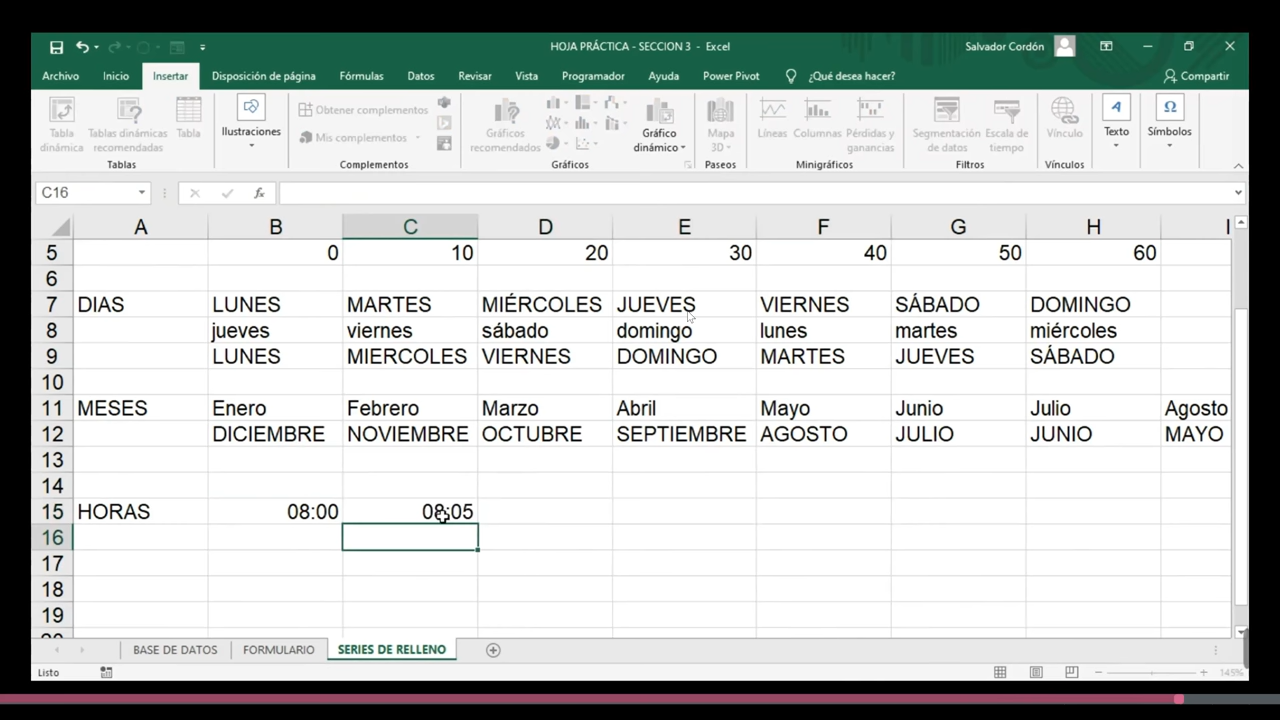 HOJA PRÁCTICA - SECCION 3 - Excel
Salvador Cordón
Archivo Inicio Insertar Disposición de página Fórmulas Datos Revisar Vista Programador Ayuda Power Pivot ¿Qué desea hacer? Compartir
Tabla dinámica
Tablas dinámicas recomendadas
Tabla
Tablas
Ilustraciones
Obtener complementos
Mis complementos
Complementos
Gráficos recomendados
Gráfico dinámico
Gráficos
Mapa 3D
Paseos
Líneas
Columnas
Pérdidas y ganancias
Minigráficos
Segmentación de datos
Escala de tiempo
Filtros
Vínculo
Vínculos
Texto
Símbolos
C16 fx
A B C D E F G H I
5 0 10 20 30 40 50 60
6
7 DIAS LUNES MARTES MIÉRCOLES JUEVES VIERNES SÁBADO DOMINGO
8 jueves viernes sábado domingo lunes martes miércoles
9 LUNES MIERCOLES VIERNES DOMINGO MARTES JUEVES SÁBADO
10
11 MESES Enero Febrero Marzo Abril Mayo Junio Julio Agosto
12 DICIEMBRE NOVIEMBRE OCTUBRE SEPTIEMBRE AGOSTO JULIO JUNIO MAYO
13
14
15 HORAS 08:00 08:05
16
17
18
19
BASE DE DATOS FORMULARIO SERIES DE RELLENO
Listo 145%